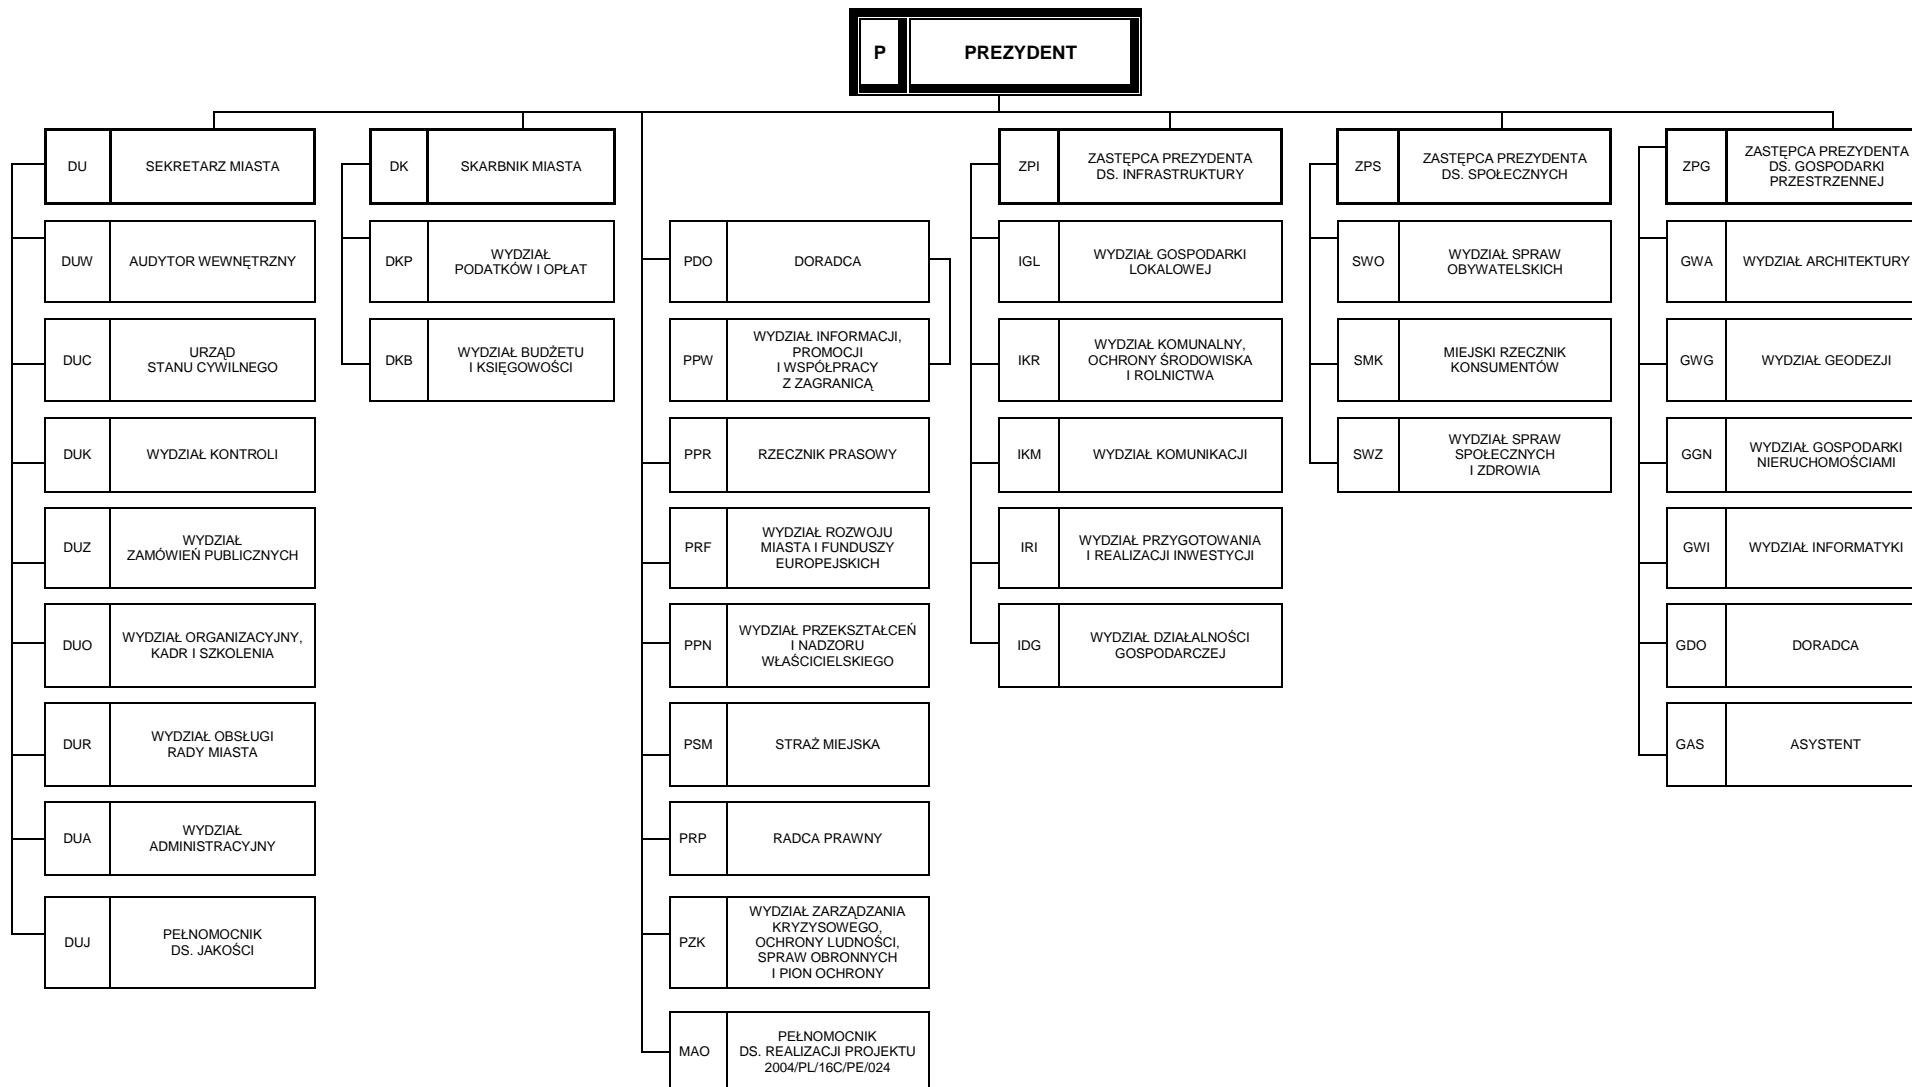 P
PREZYDENT
DU
SEKRETARZ MIASTA
DUW
AUDYTOR WEWNĘTRZNY
DUC
URZĄD
STANU CYWILNEGO
DUK
WYDZIAŁ KONTROLI
DUZ
WYDZIAŁ
ZAMÓWIEŃ PUBLICZNYCH
DUO
WYDZIAŁ ORGANIZACYJNY,
KADR I SZKOLENIA
DUR
WYDZIAŁ OBSŁUGI
RADY MIASTA
DUA
WYDZIAŁ
ADMINISTRACYJNY
DUJ
PEŁNOMOCNIK
DS. JAKOŚCI
DK
SKARBNIK MIASTA
DKP
WYDZIAŁ
PODATKÓW I OPŁAT
DKB
WYDZIAŁ BUDŻETU
I KSIĘGOWOŚCI
PDO
DORADCA
PPW
WYDZIAŁ INFORMACJI,
PROMOCJI
I WSPÓŁPRACY
Z ZAGRANICĄ
PPR
RZECZNIK PRASOWY
PRF
WYDZIAŁ ROZWOJU
MIASTA I FUNDUSZY
EUROPEJSKICH
PPN
WYDZIAŁ PRZEKSZTAŁCEŃ
I NADZORU
WŁAŚCICIELSKIEGO
PSM
STRAŻ MIEJSKA
PRP
RADCA PRAWNY
PZK
WYDZIAŁ ZARZĄDZANIA
KRYZYSOWEGO,
OCHRONY LUDNOŚCI,
SPRAW OBRONNYCH
I PION OCHRONY
MAO
PEŁNOMOCNIK
DS. REALIZACJI PROJEKTU
2004/PL/16C/PE/024
ZPI
ZASTĘPCA PREZYDENTA
DS. INFRASTRUKTURY
IGL
WYDZIAŁ GOSPODARKI
LOKALOWEJ
IKR
WYDZIAŁ KOMUNALNY,
OCHRONY ŚRODOWISKA
I ROLNICTWA
IKM
WYDZIAŁ KOMUNIKACJI
IRI
WYDZIAŁ PRZYGOTOWANIA
I REALIZACJI INWESTYCJI
IDG
WYDZIAŁ DZIAŁALNOŚCI
GOSPODARCZEJ
ZPS
ZASTĘPCA PREZYDENTA
DS. SPOŁECZNYCH
SWO
WYDZIAŁ SPRAW
OBYWATELSKICH
SMK
MIEJSKI RZECZNIK
KONSUMENTÓW
SWZ
WYDZIAŁ SPRAW
SPOŁECZNYCH
I ZDROWIA
ZPG
ZASTĘPCA PREZYDENTA
DS. GOSPODARKI
PRZESTRZENNEJ
GWA
WYDZIAŁ ARCHITEKTURY
GWG
WYDZIAŁ GEODEZJI
GGN
WYDZIAŁ GOSPODARKI
NIERUCHOMOŚCIAMI
GWI
WYDZIAŁ INFORMATYKI
GDO
DORADCA
GAS
ASYSTENT